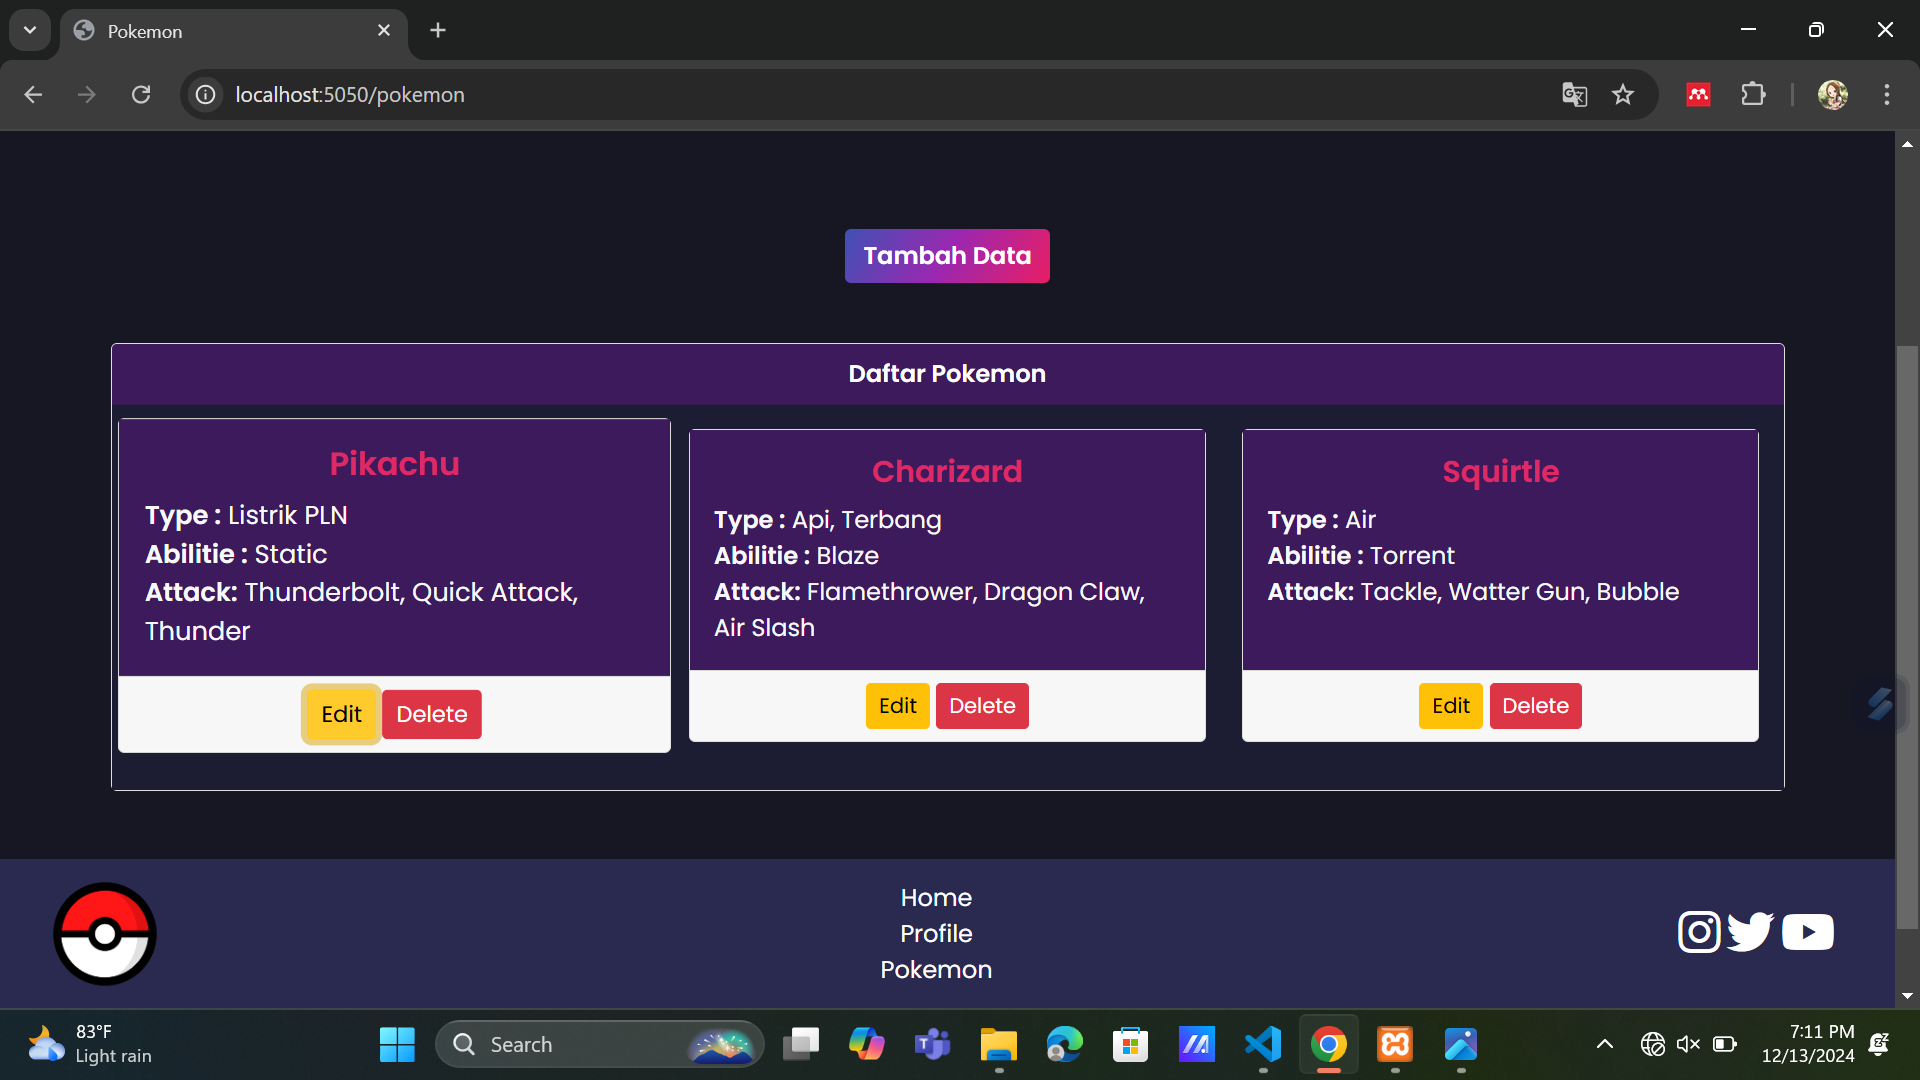 Pokemon
localhost:5050/pokemon
Tambah Data
Daftar Pokemon
Pikachu
Type : Listrik PLN
Abilitie : Static
Attack: Thunderbolt, Quick Attack,
Thunder
Edit
Delete
Charizard
Type : Api, Terbang
Abilitie : Blaze
Attack: Flamethrower, Dragon Claw,
Air Slash
Edit
Delete
Squirtle
Type : Air
Abilitie : Torrent
Attack: Tackle, Watter Gun, Bubble
Edit
Delete
Home
Profile
Pokemon
83°F
Light rain
Search
7:11 PM
12/13/2024